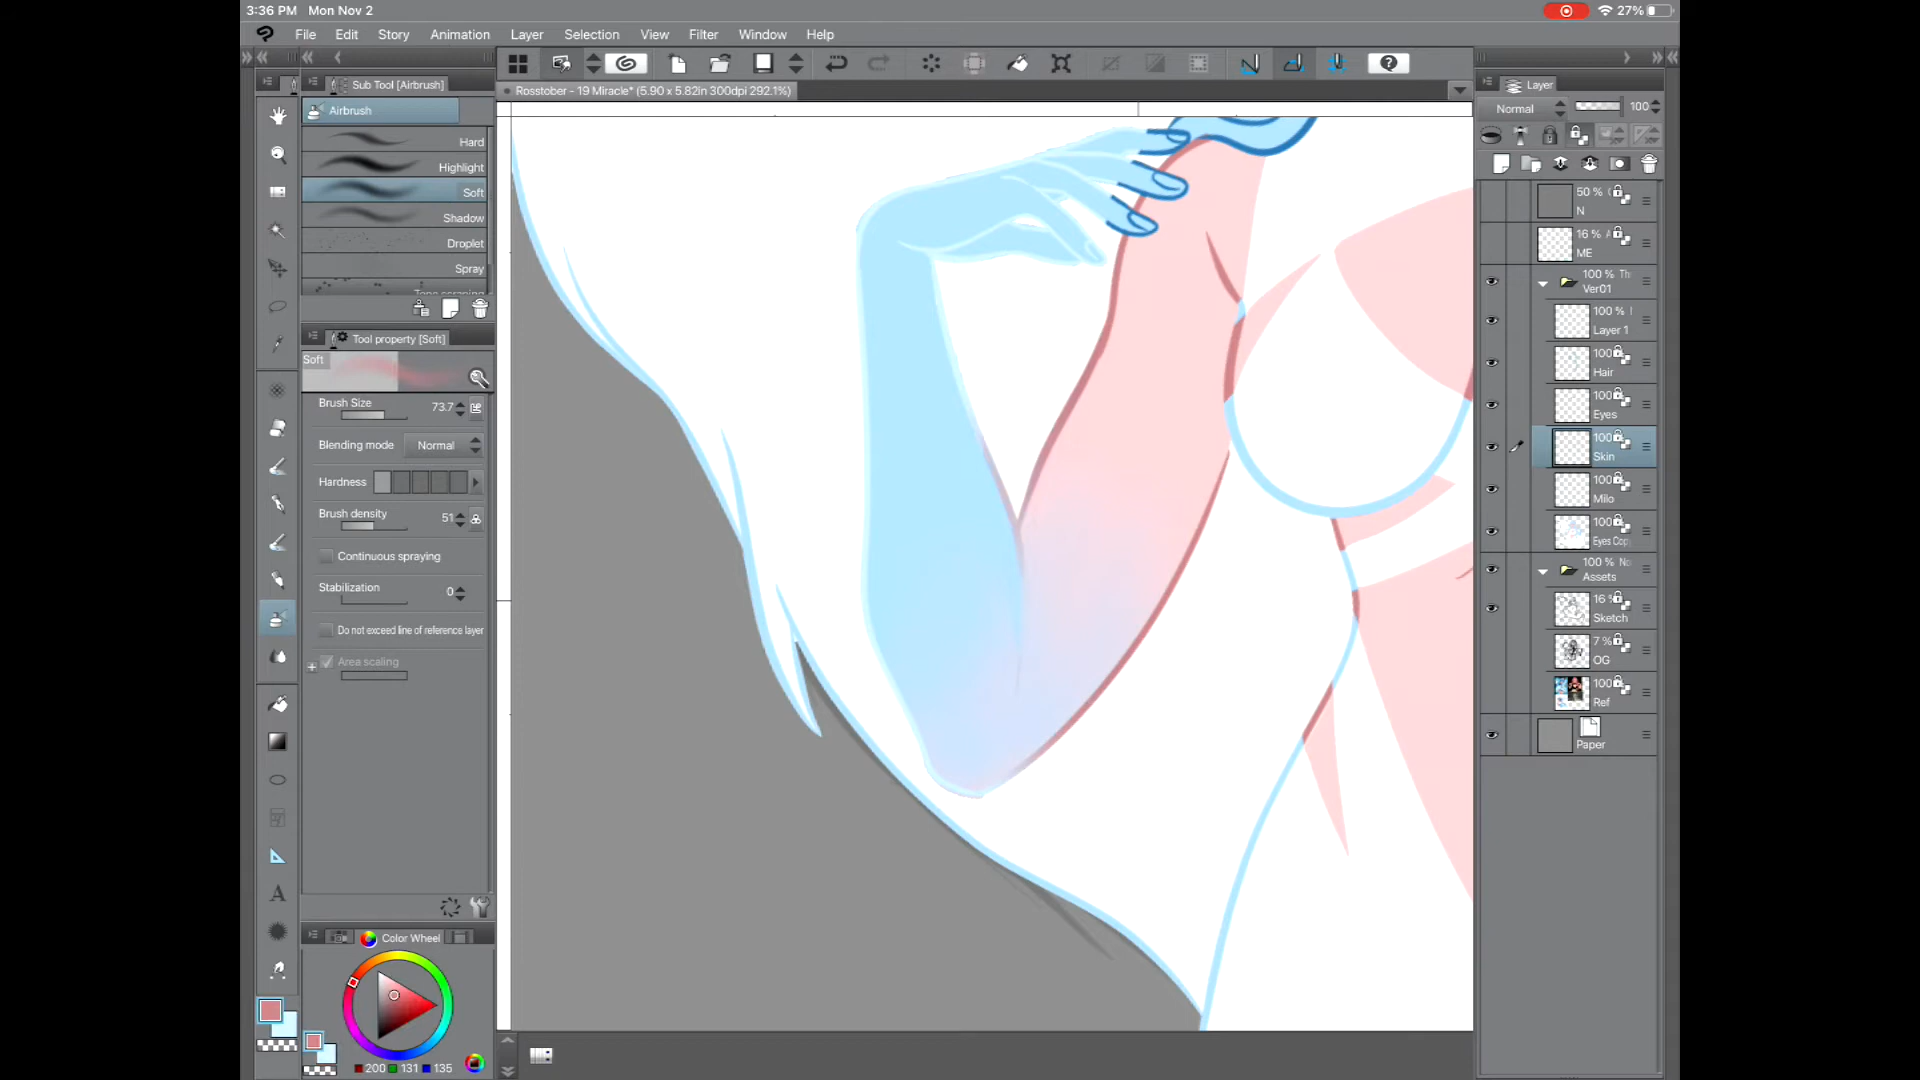 3:36 PM Mon Nov 2
27%
File Edit Story Animation Layer Window Selection View Filter Window Help
Sub Tool [Airbrush]
Airbrush
Hard
Highlight
Soft
Shadow
Droplet
Spray
Tool property [Soft]
Soft
Brush Size 73.7
Blending mode Normal
Hardness
Brush density 51
Continuous spraying
Stabilization 0
Do not exceed line of reference layer
Area scaling
Color Wheel
200 131 135
Rosstober - 19 Miracle* (5.90 x 5.82in 300dpi 292.1%)
Layer
Normal 100
50 %
N
16 %
ME
100 %
Ver01
100 %
Layer 1
100
Hair
100
Eyes
100
Skin
100
Milo
100
Eyes Cop
100 % No
Assets
16 %
Sketch
7 %
OG
100
Ref
Paper